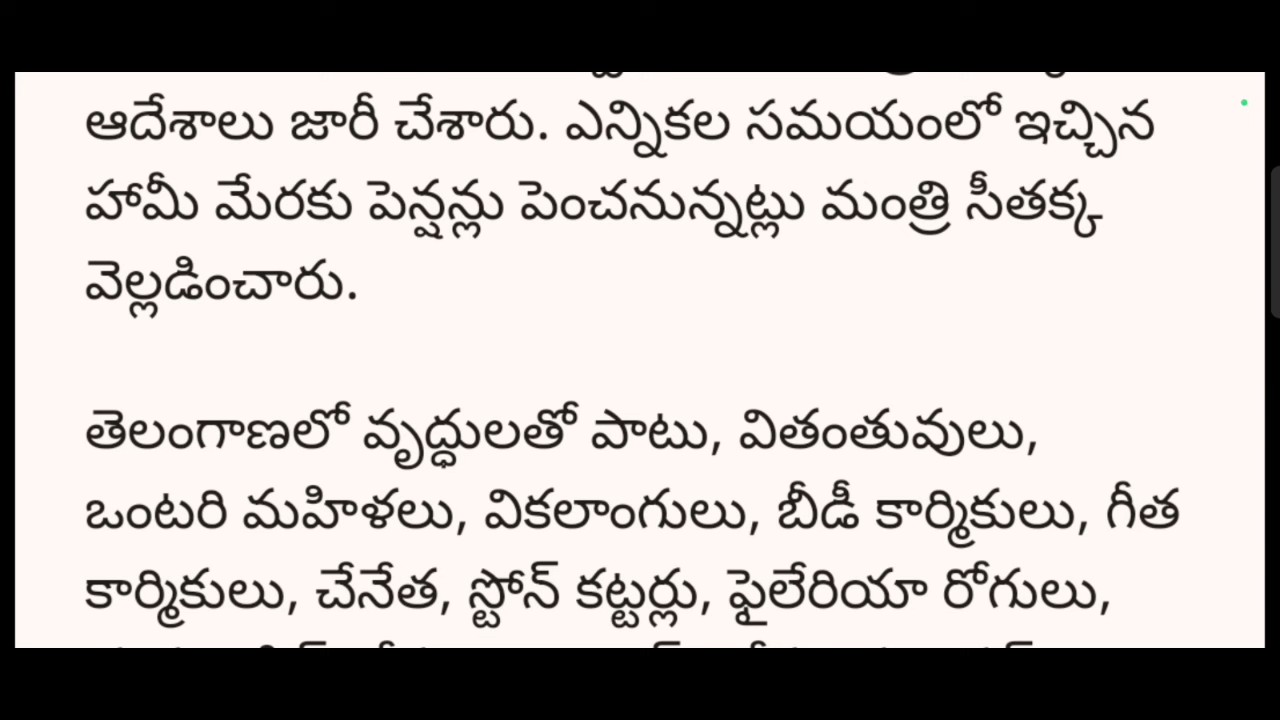 ఆదేశాలు జారీ చేశారు. ఎన్నికల సమయంలో ఇచ్చిన
హామీ మేరకు పెన్షన్లు పెంచనున్నట్లు మంత్రి సీతక్క
వెల్లడించారు.
తెలంగాణలో వృద్ధులతో పాటు, వితంతువులు,
ఒంటరి మహిళలు, వికలాంగులు, బీడీ కార్మికులు, గీత
కార్మికులు, చేనేత, స్టోన్ కట్టర్లు, ఫైలేరియా రోగులు,